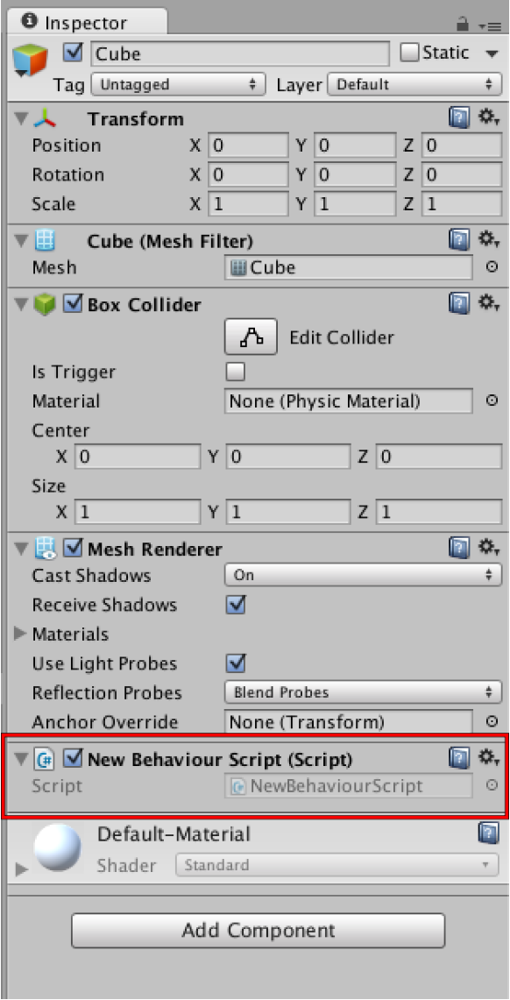 Inspector
Cube Static
Tag Untagged Layer Default
Transform
Position X 0 Y 0 Z 0
Rotation X 0 Y 0 Z 0
Scale X 1 Y 1 Z 1
Cube (Mesh Filter)
Mesh Cube
Box Collider
Edit Collider
Is Trigger
Material None (Physic Material)
Center
X 0 Y 0 Z 0
Size
X 1 Y 1 Z 1
Mesh Renderer
Cast Shadows On
Receive Shadows
Materials
Use Light Probes
Reflection Probes Blend Probes
Anchor Override None (Transform)
New Behaviour Script (Script)
Script NewBehaviourScript
Default-Material
Shader Standard
Add Component